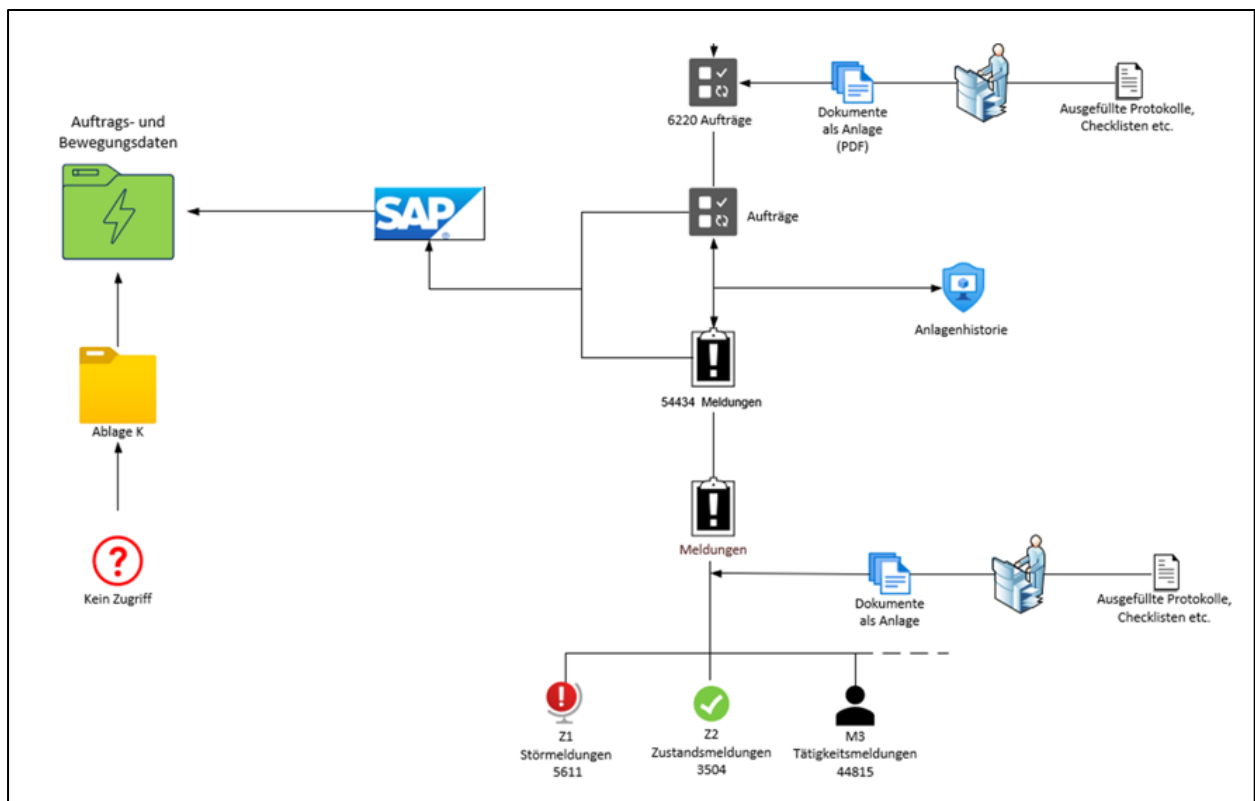 6220 Aufträge
Dokumente
als Anlage
(PDF)
Ausgefüllte Protokolle,
Checklisten etc.
Auftrags- und
Bewegungsdaten
SAP
®
Aufträge
Anlagenhistorie
54434 Meldungen
Ablage K
Meldungen
?
Kein Zugriff
Dokumente
als Anlage
Ausgefüllte Protokolle,
Checklisten etc.
Z1
Störmeldungen
5611
Z2
Zustandsmeldungen
3504
M3
Tätigkeitsmeldungen
44815